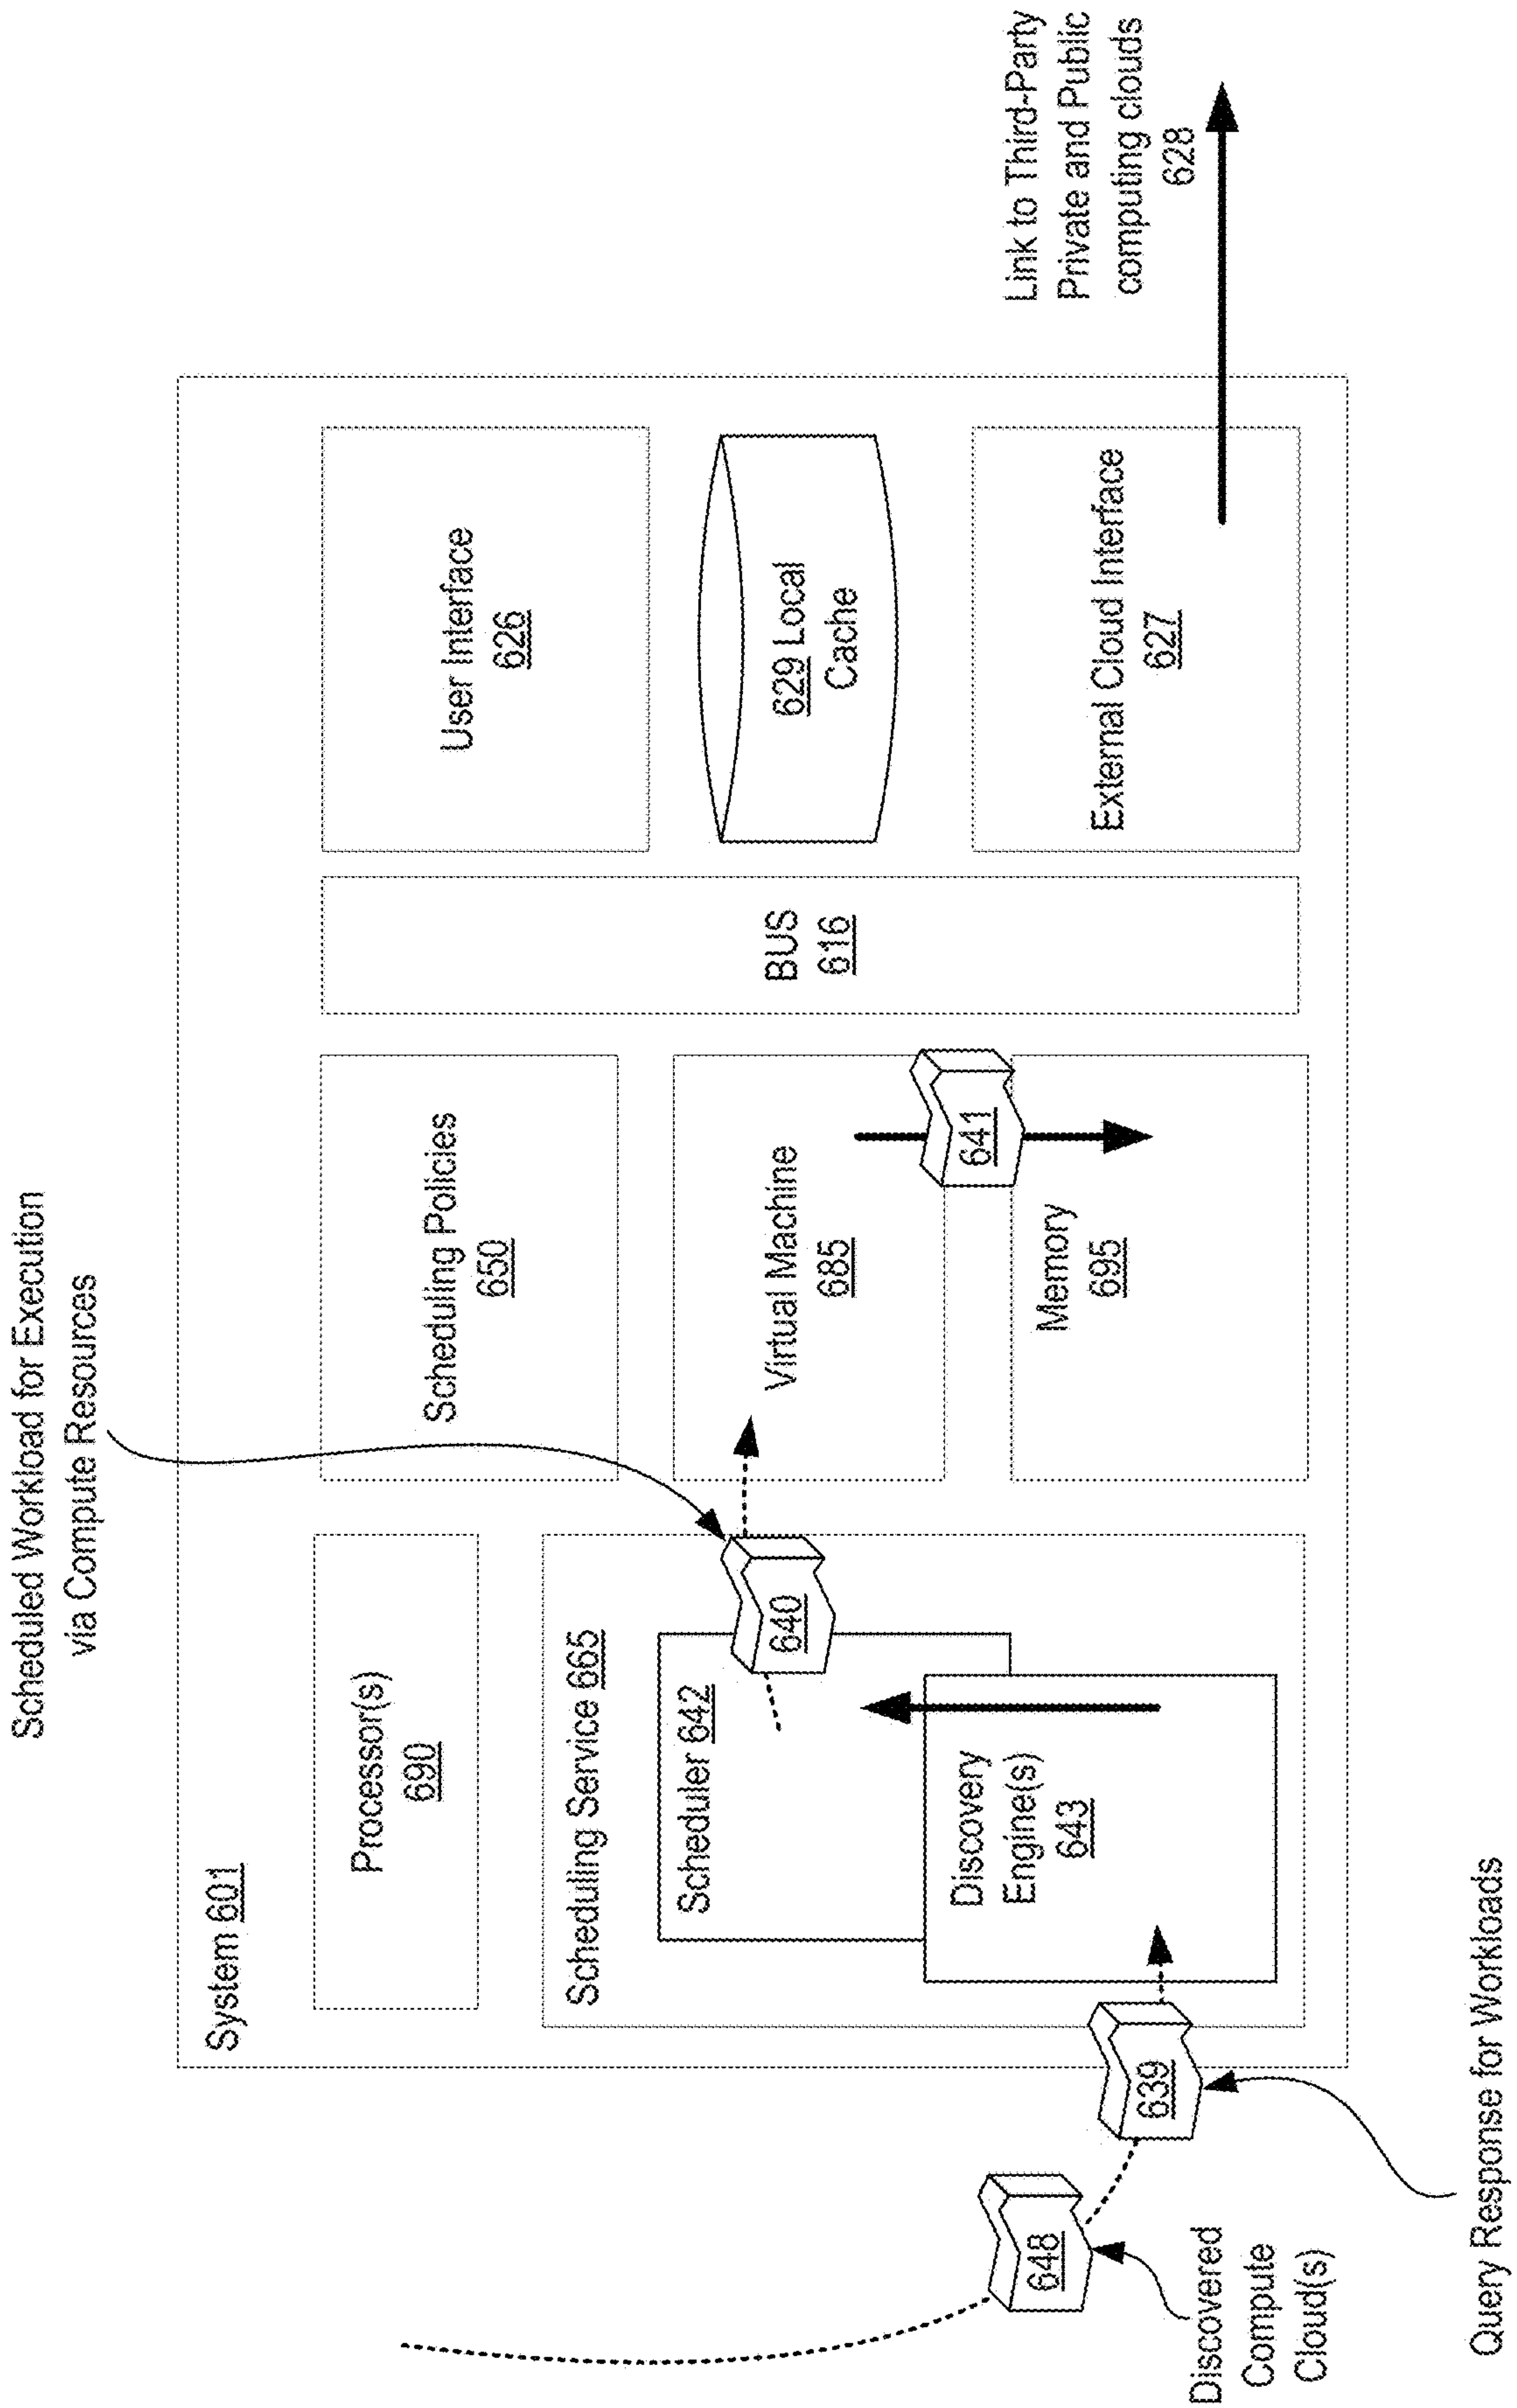 Scheduled Workload for Execution
via Compute Resources
System 601
Processor(s)
690
Scheduling Policies
650
User Interface
626
Scheduling Service 665
Scheduler 642
640
Virtual Machine
685
BUS
616
629 Local
Cache
Discovery
Engine(s)
643
641
Memory
695
External Cloud Interface
627
Link to Third-Party
Private and Public
computing clouds
628
648
639
Discovered
Compute
Cloud(s)
Query Response for Workloads